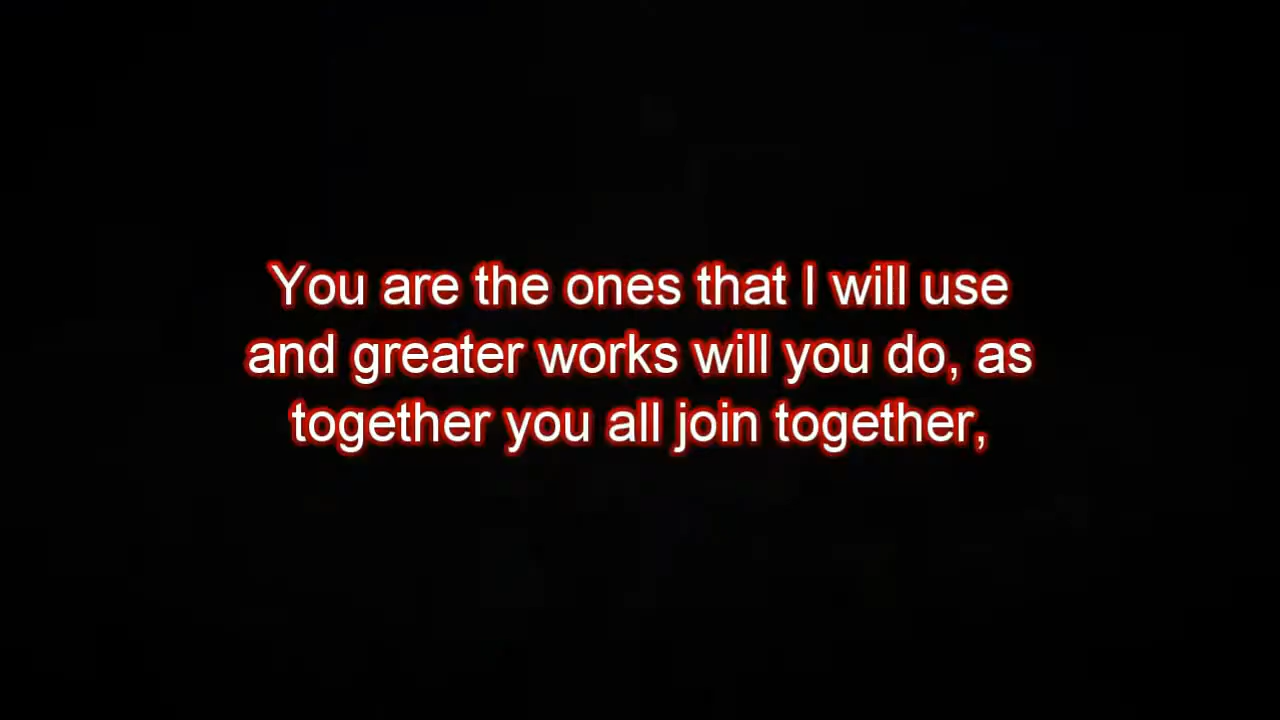 You are the ones that I will use
and greater works will you do, as
together you all join together,